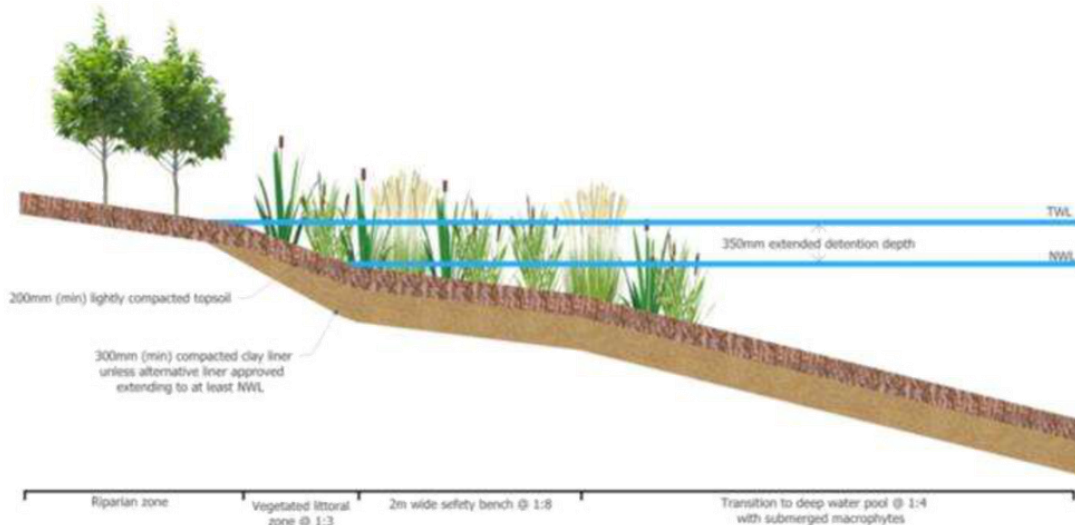 TWL
350mm extended detention depth
NWL
200mm (min) lightly compacted topsoil
300mm (min) compacted clay liner
unless alternative liner approved
extending to at least NWL
Riparian zone
Vegetated littoral
zone @ 1:3
2m wide sefety bench @ 1:8
Transition to deep water pool @ 1:4
with submerged macrophytes